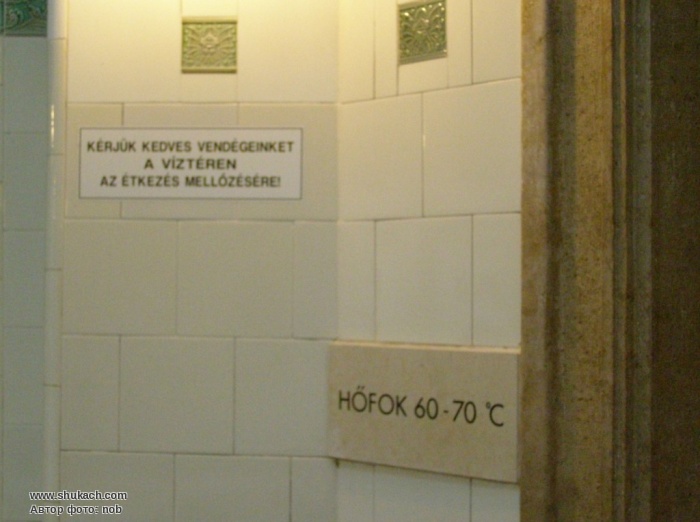 KÉRJÜK KEDVES VENDÉGEINKET
A VÍZTÉREN
AZ ÉTKEZÉS MELLŐZÉSÉRE!
HŐFOK 60-70 °C
www.shukach.com
Автор фото: nob